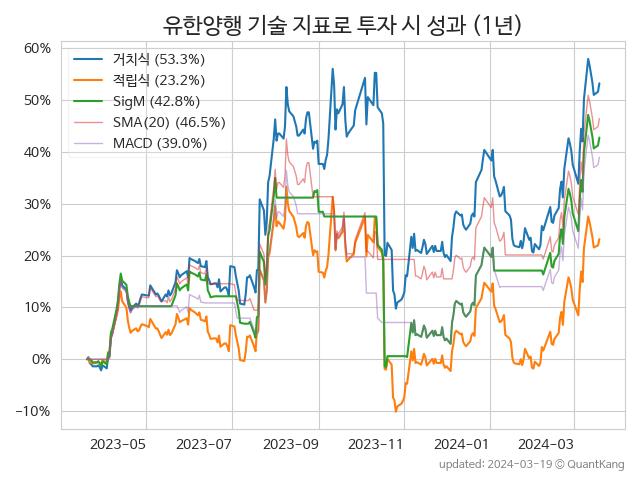 유한양행 기술 지표로 투자 시 성과 (1년)
60%
50%
40%
30%
20%
10%
0%
−10%
거치식 (53.3%)
적립식 (23.2%)
SigM (42.8%)
SMA(20) (46.5%)
MACD (39.0%)
2023-05
2023-07
2023-09
2023-11
2024-01
2024-03
updated: 2024-03-19 © QuantKang